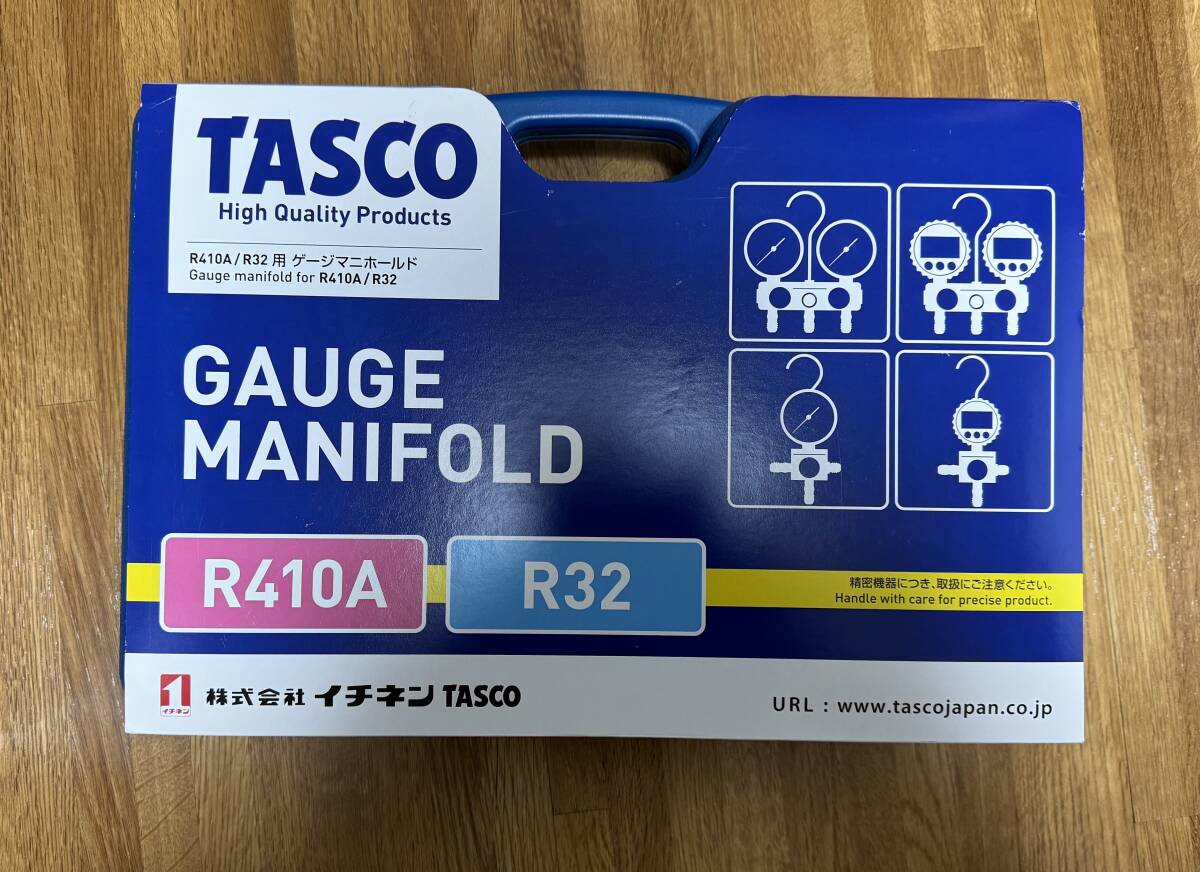 TASCO
High Quality Products
R410A/R32 用 ゲージマニホールド
Gauge manifold for R410A/R32
GAUGE
MANIFOLD
R410A
R32
精密機器につき、取扱にご注意ください。
Handle with care for precise product.
1
イチネン
株式会社 イチネン TASCO
URL : www.tascojapan.co.jp